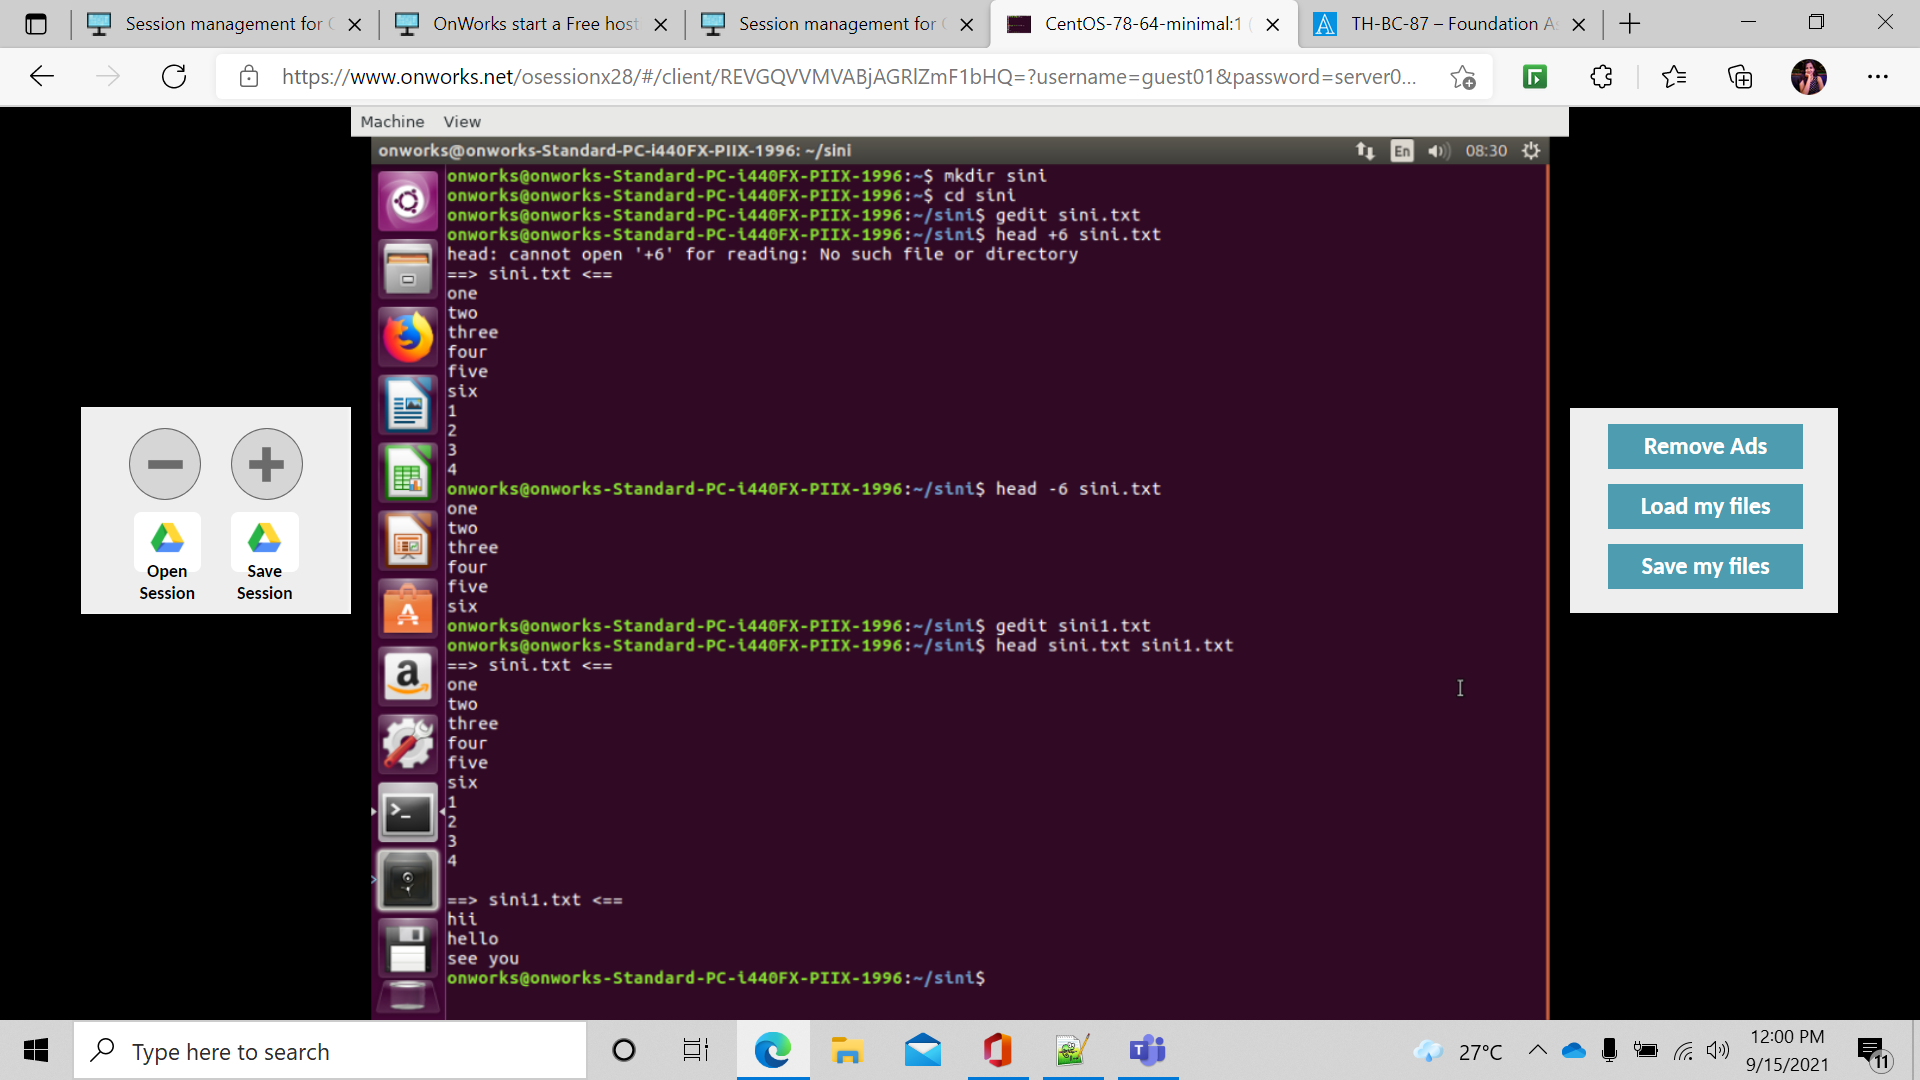 Session management for
OnWorks start a Free host
Session management for
CentOS-78-64-minimal:1
TH-BC-87 – Foundation As
https://www.onworks.net/osessionx28/#/client/REVGQVVMVABjAGRlZmF1bHQ=?username=guest01&password=server0...
Machine View
onworks@onworks-Standard-PC-i440FX-PIIX-1996: ~/sini
En 08:30
onworks@onworks-Standard-PC-i440FX-PIIX-1996:~$ mkdir sini
onworks@onworks-Standard-PC-i440FX-PIIX-1996:~$ cd sini
onworks@onworks-Standard-PC-i440FX-PIIX-1996:~/sini$ gedit sini.txt
onworks@onworks-Standard-PC-i440FX-PIIX-1996:~/sini$ head +6 sini.txt
head: cannot open '+6' for reading: No such file or directory
==> sini.txt <==
one
two
three
four
five
six
1
2
3
4
onworks@onworks-Standard-PC-i440FX-PIIX-1996:~/sini$ head -6 sini.txt
one
two
three
four
five
six
onworks@onworks-Standard-PC-i440FX-PIIX-1996:~/sini$ gedit sini1.txt
onworks@onworks-Standard-PC-i440FX-PIIX-1996:~/sini$ head sini.txt sini1.txt
==> sini.txt <==
one
two
three
four
five
six
1
2
3
4
==> sini1.txt <==
hii
hello
see you
onworks@onworks-Standard-PC-i440FX-PIIX-1996:~/sini$
Open Session
Save Session
Remove Ads
Load my files
Save my files
Type here to search
27°C
12:00 PM
9/15/2021
11